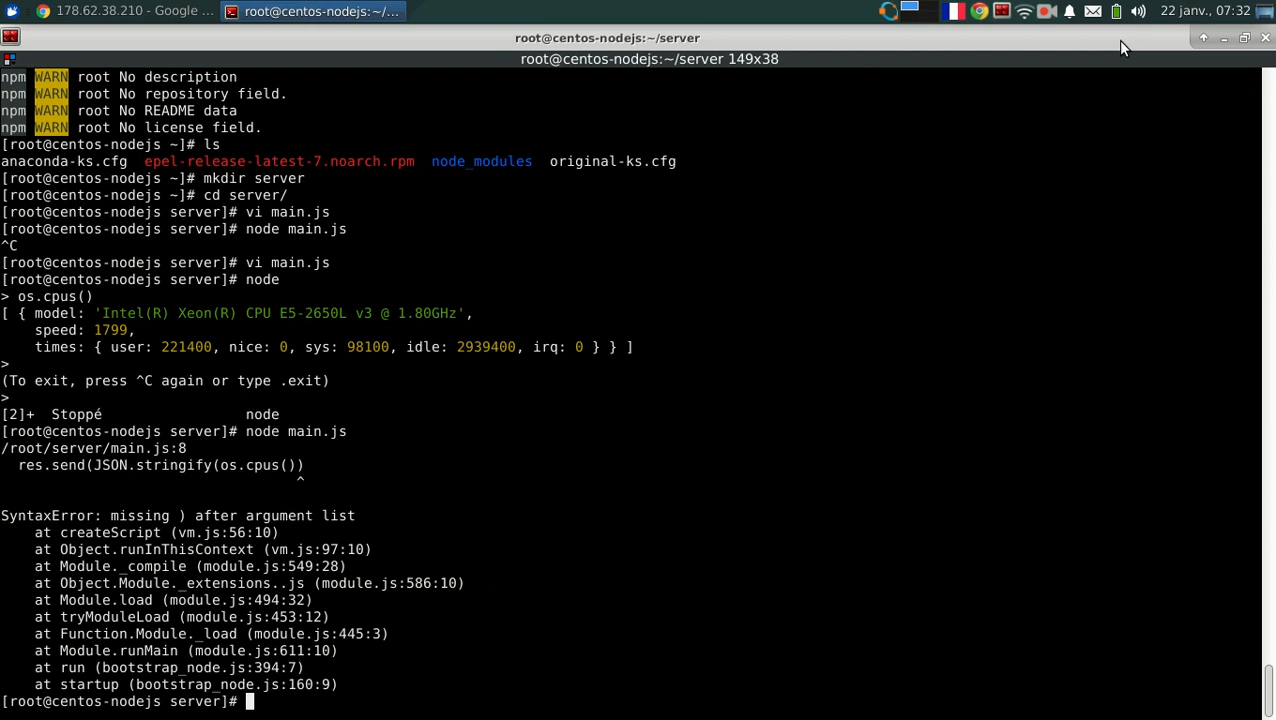 178.62.38.210 - Google ...
root@centos-nodejs:~/...
22 janv., 07:32
root@centos-nodejs:~/server
root@centos-nodejs:~/server 149x38
npm WARN root No description
npm WARN root No repository field.
npm WARN root No README data
npm WARN root No license field.
[root@centos-nodejs ~]# ls
anaconda-ks.cfg  epel-release-latest-7.noarch.rpm  node_modules  original-ks.cfg
[root@centos-nodejs ~]# mkdir server
[root@centos-nodejs ~]# cd server/
[root@centos-nodejs server]# vi main.js
[root@centos-nodejs server]# node main.js
^C
[root@centos-nodejs server]# vi main.js
[root@centos-nodejs server]# node
> os.cpus()
[ { model: 'Intel(R) Xeon(R) CPU E5-2650L v3 @ 1.80GHz',
    speed: 1799,
    times: { user: 221400, nice: 0, sys: 98100, idle: 2939400, irq: 0 } } ]
>
(To exit, press ^C again or type .exit)
>
[2]+  Stoppé                 node
[root@centos-nodejs server]# node main.js
/root/server/main.js:8
  res.send(JSON.stringify(os.cpus())
                                   ^
SyntaxError: missing ) after argument list
    at createScript (vm.js:56:10)
    at Object.runInThisContext (vm.js:97:10)
    at Module._compile (module.js:549:28)
    at Object.Module._extensions..js (module.js:586:10)
    at Module.load (module.js:494:32)
    at tryModuleLoad (module.js:453:12)
    at Function.Module._load (module.js:445:3)
    at Module.runMain (module.js:611:10)
    at run (bootstrap_node.js:394:7)
    at startup (bootstrap_node.js:160:9)
[root@centos-nodejs server]#